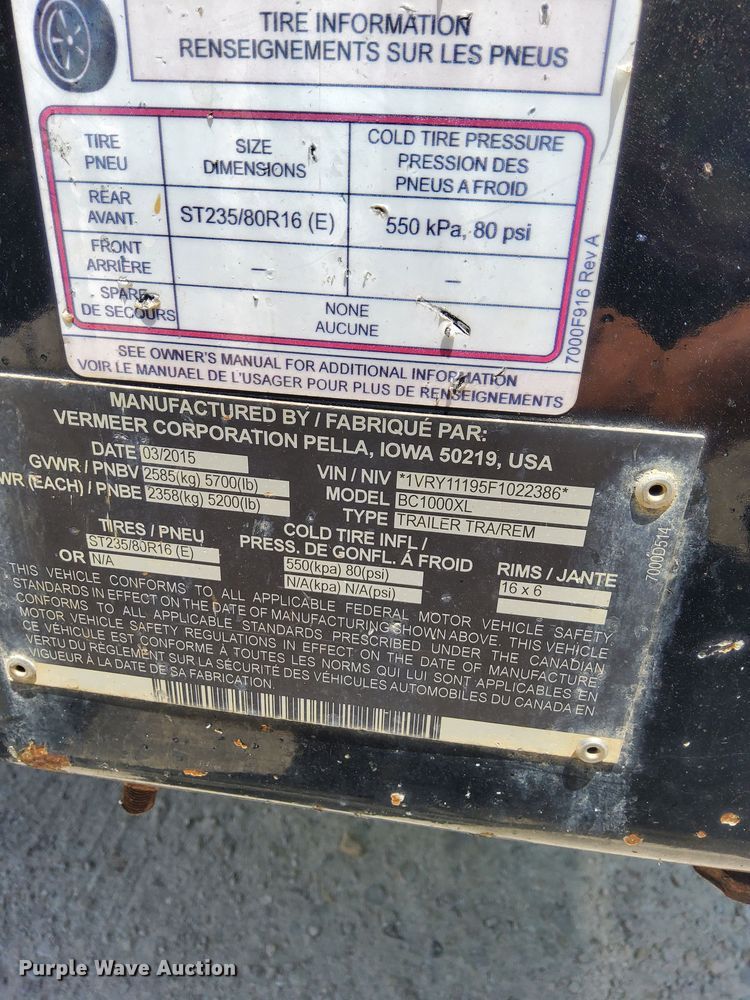 TIRE INFORMATION
RENSEIGNEMENTS SUR LES PNEUS
TIRE
PNEU
SIZE
DIMENSIONS
COLD TIRE PRESSURE
PRESSION DES
PNEUS A FROID
REAR
AVANT
ST235/80R16 (E)
550 kPa, 80 psi
FRONT
ARRIÈRE
–
–
SPARE
DE SECOURS
NONE
AUCUNE
SEE OWNER'S MANUAL FOR ADDITIONAL INFORMATION
VOIR LE MANUAEL DE L'USAGER POUR PLUS DE RENSEIGNEMENTS
7000F916 Rev A
MANUFACTURED BY / FABRIQUÉ PAR:
VERMEER CORPORATION PELLA, IOWA 50219, USA
DATE 03/2015
GVWR / PNBV 2585(kg) 5700(lb)
WR (EACH) / PNBE 2358(kg) 5200(lb)
VIN / NIV *1VRY11195F1022386*
MODEL BC1000XL
TYPE TRAILER TRA/REM
TIRES / PNEU
ST235/80R16 (E)
OR N/A
COLD TIRE INFL /
PRESS. DE GONFL. À FROID
550(kpa) 80(psi)
N/A(kpa) N/A(psi)
RIMS / JANTE
16 x 6
7000D514
THIS VEHICLE CONFORMS TO ALL APPLICABLE FEDERAL MOTOR VEHICLE SAFETY
STANDARDS IN EFFECT ON THE DATE OF MANUFACTURING SHOWN ABOVE. THIS VEHICLE
CONFORMS TO ALL APPLICABLE STANDARDS PRESCRIBED UNDER THE CANADIAN
MOTOR VEHICLE SAFETY REGULATIONS IN EFFECT ON THE DATE OF MANUFACTURE.
CE VÉHICULE EST CONFORME À TOUTES LES NORMES QUI LUI SONT APPLICABLES EN
VERTU DU RÈGLEMENT SUR LA SÉCURITÉ DES VÉHICULES AUTOMOBILES DU CANADA EN
VIGUEUR À LA DATE DE SA FABRICATION.
Purple Wave Auction